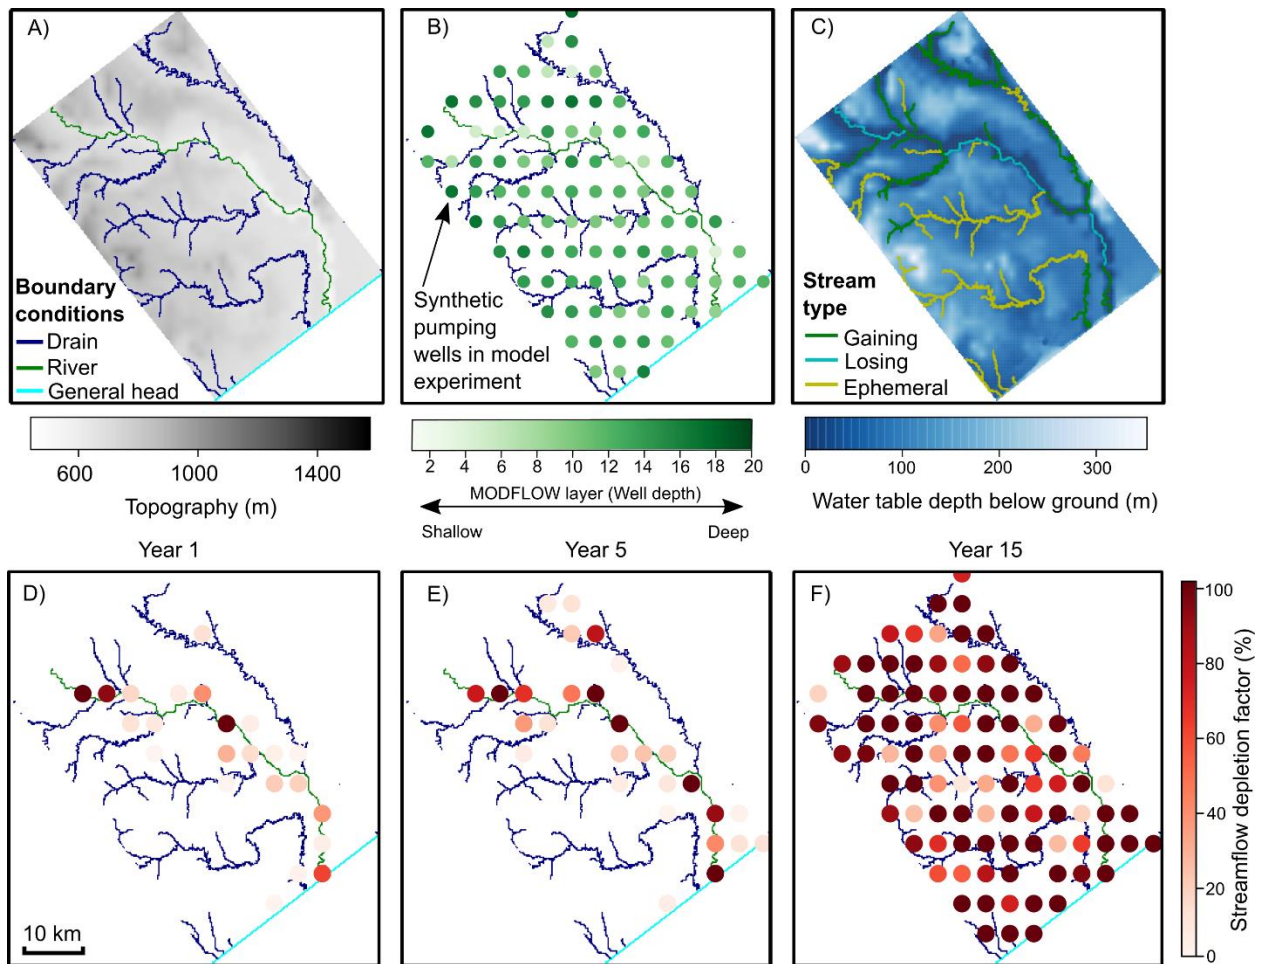 A)
B)
C)
Boundary
conditions
Drain
River
General head
Synthetic
pumping
wells in model
experiment
Stream
type
Gaining
Losing
Ephemeral
600 1000 1400
Topography (m)
2 4 6 8 10 12 14 16 18 20
MODFLOW layer (Well depth)
Shallow Deep
0 100 200 300
Water table depth below ground (m)
Year 1
Year 5
Year 15
D)
E)
F)
10 km
100
80
60
40
20
0
Streamflow depletion factor (%)